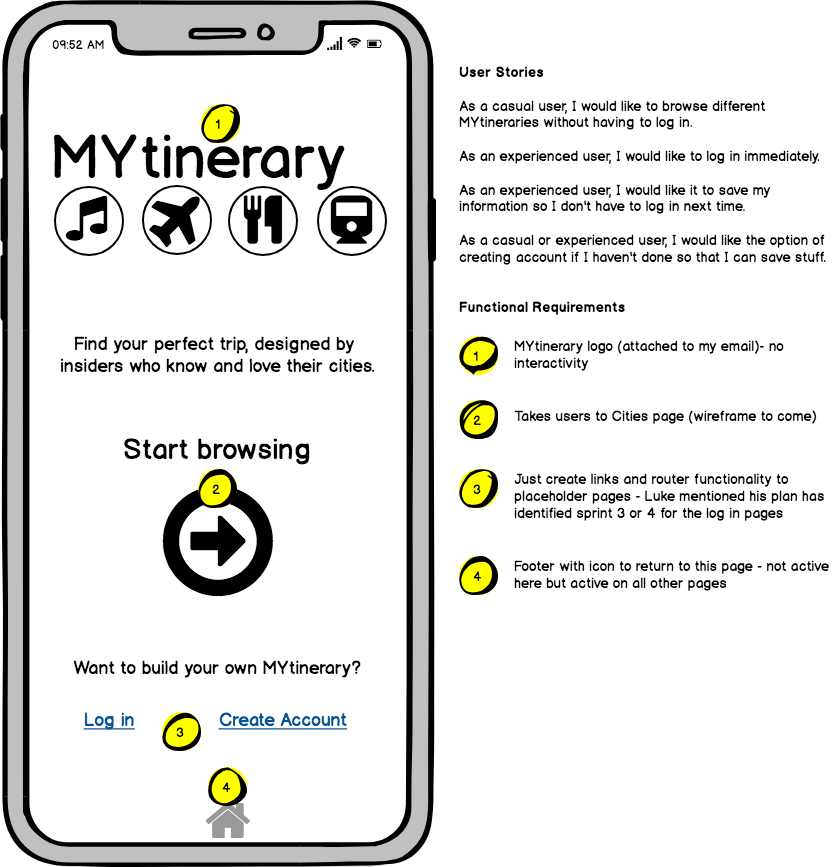 09:52 AM
1
MYtinerary
Find your perfect trip, designed by
insiders who know and love their cities.
Start browsing
2
Want to build your own MYtinerary?
Log in
3
Create Account
4
User Stories
As a casual user, I would like to browse different
MYtineraries without having to log in.
As an experienced user, I would like to log in immediately.
As an experienced user, I would like it to save my
information so I don't have to log in next time.
As a casual or experienced user, I would like the option of
creating account if I haven't done so that I can save stuff.
Functional Requirements
1
MYtinerary logo (attached to my email)- no
interactivity
2
Takes users to Cities page (wireframe to come)
3
Just create links and router functionality to
placeholder pages - Luke mentioned his plan has
identified sprint 3 or 4 for the log in pages
4
Footer with icon to return to this page - not active
here but active on all other pages